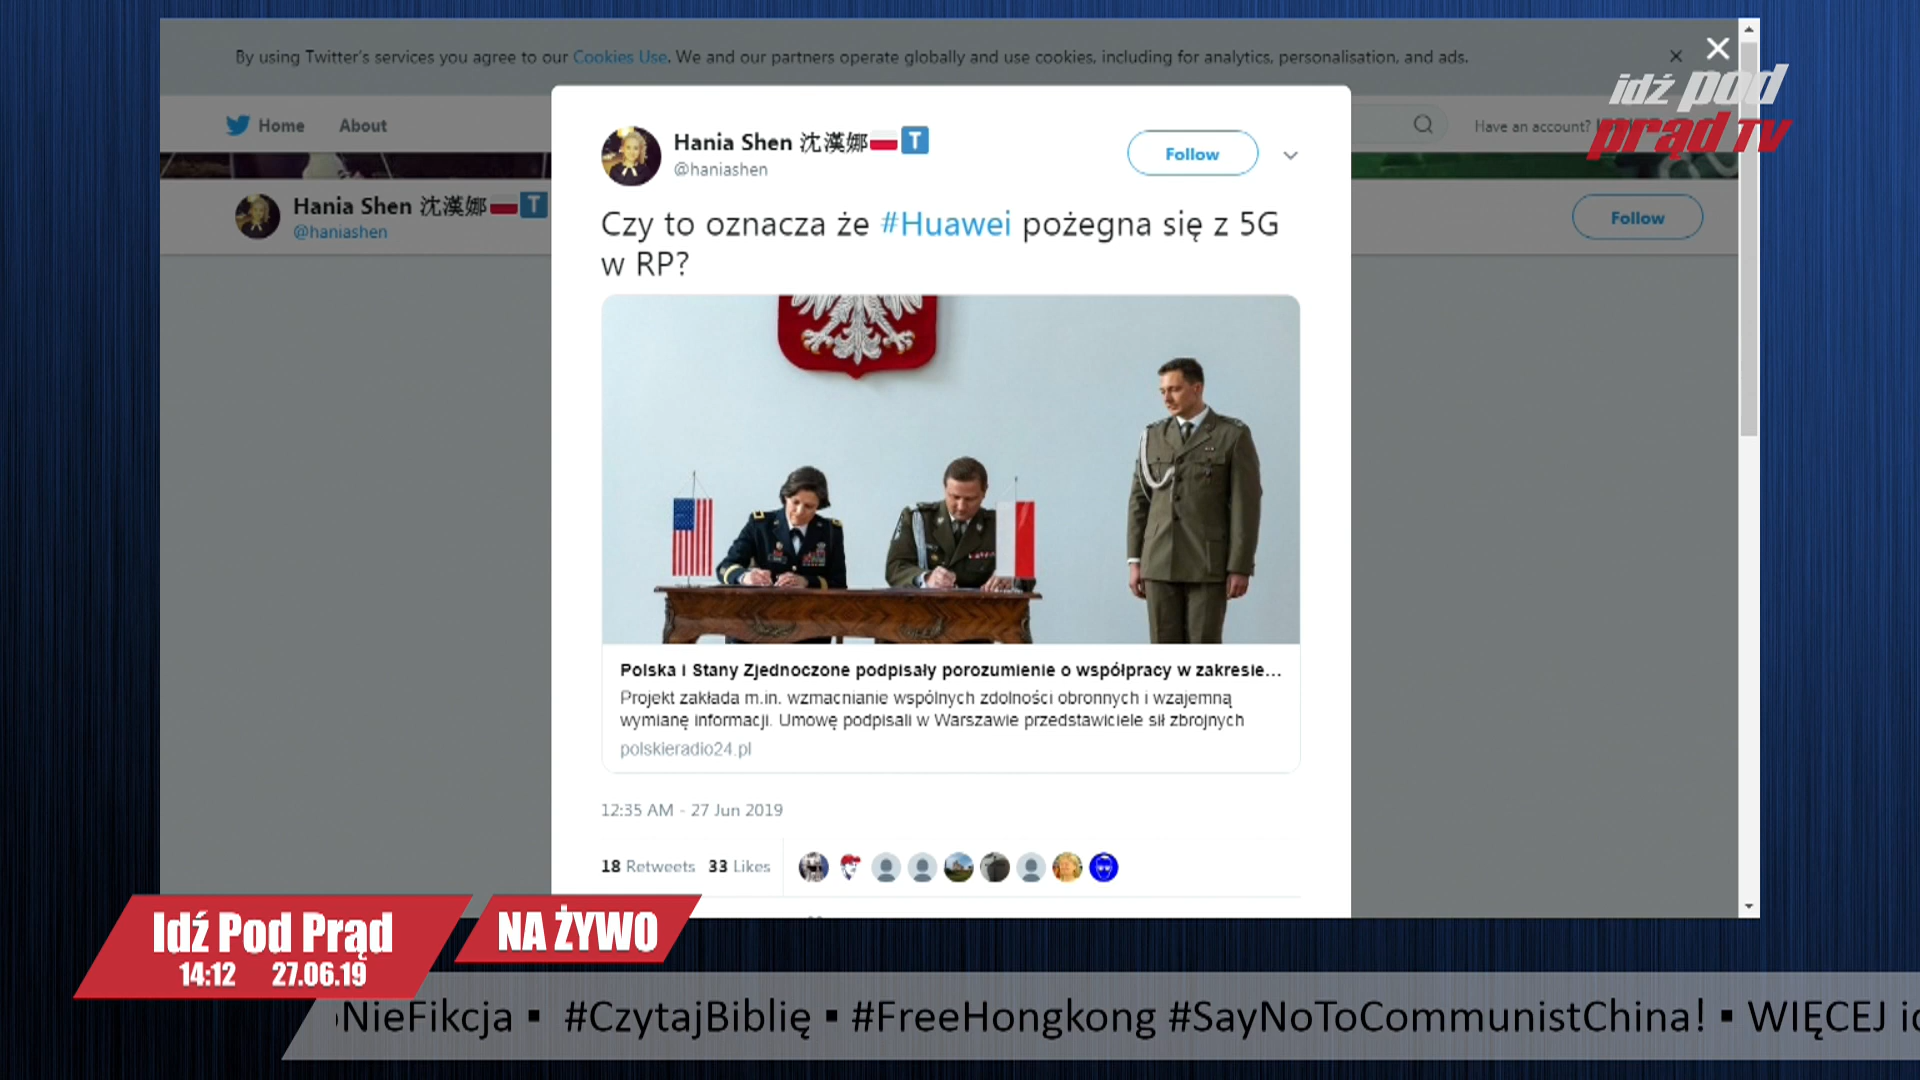 By using Twitter's services you agree to our Cookies Use. We and our partners operate globally and use cookies, including for analytics, personalisation, and ads.
idź pod
prąd TV
Home About
Have an account?
Hania Shen 沈漢娜 T
@haniashen
Follow
Hania Shen 沈漢娜 T
@haniashen
Follow
Czy to oznacza że #Huawei pożegna się z 5G
w RP?
Polska i Stany Zjednoczone podpisały porozumienie o współpracy w zakresie...
Projekt zakłada m.in. wzmacnianie wspólnych zdolności obronnych i wzajemną
wymianę informacji. Umowę podpisali w Warszawie przedstawiciele sił zbrojnych
polskieradio24.pl
12:35 AM - 27 Jun 2019
18 Retweets 33 Likes
Idź Pod Prąd
14:12 27.06.19
NA ŻYWO
NieFikcja ▪ #CzytajBiblię ▪ #FreeHongkong #SayNoToCommunistChina! ▪ WIĘCEJ